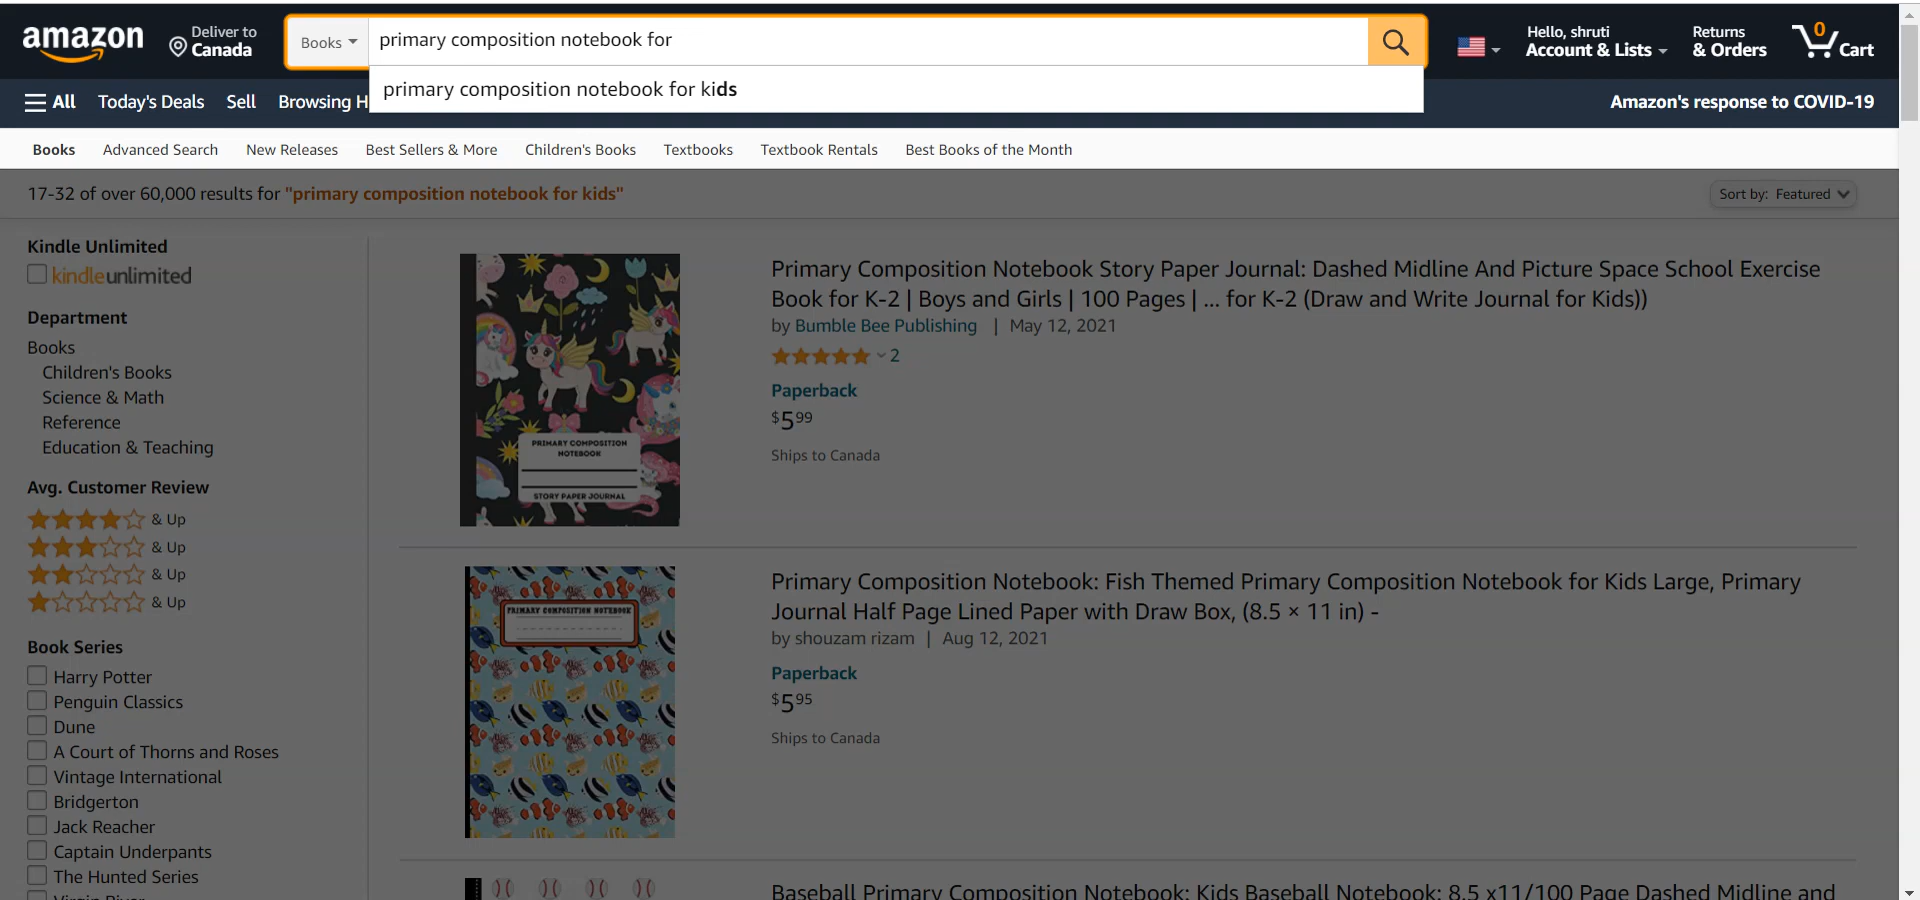 amazon
Deliver to
Canada
Books
primary composition notebook for
Hello, shruti
Account & Lists
Returns
& Orders
0
Cart
primary composition notebook for kids
All
Today's Deals
Sell
Browsing H
Amazon's response to COVID-19
Books
Advanced Search
New Releases
Best Sellers & More
Children's Books
Textbooks
Textbook Rentals
Best Books of the Month
17-32 of over 60,000 results for "primary composition notebook for kids"
Sort by: Featured
Kindle Unlimited
kindleunlimited
Department
Books
Children's Books
Science & Math
Reference
Education & Teaching
Avg. Customer Review
& Up
& Up
& Up
& Up
Book Series
Harry Potter
Penguin Classics
Dune
A Court of Thorns and Roses
Vintage International
Bridgerton
Jack Reacher
Captain Underpants
The Hunted Series
PRIMARY COMPOSITION
NOTEBOOK
STORY PAPER JOURNAL
Primary Composition Notebook Story Paper Journal: Dashed Midline And Picture Space School Exercise
Book for K-2 | Boys and Girls | 100 Pages | ... for K-2 (Draw and Write Journal for Kids))
by Bumble Bee Publishing | May 12, 2021
2
Paperback
$5 99
Ships to Canada
PRIMARY COMPOSITION NOTEBOOK
Primary Composition Notebook: Fish Themed Primary Composition Notebook for Kids Large, Primary
Journal Half Page Lined Paper with Draw Box, (8.5 × 11 in) -
by shouzam rizam | Aug 12, 2021
Paperback
$5 95
Ships to Canada
Baseball Primary Composition Notebook: Kids Baseball Notebook: 8.5 x11/100 Page Dashed Midline and